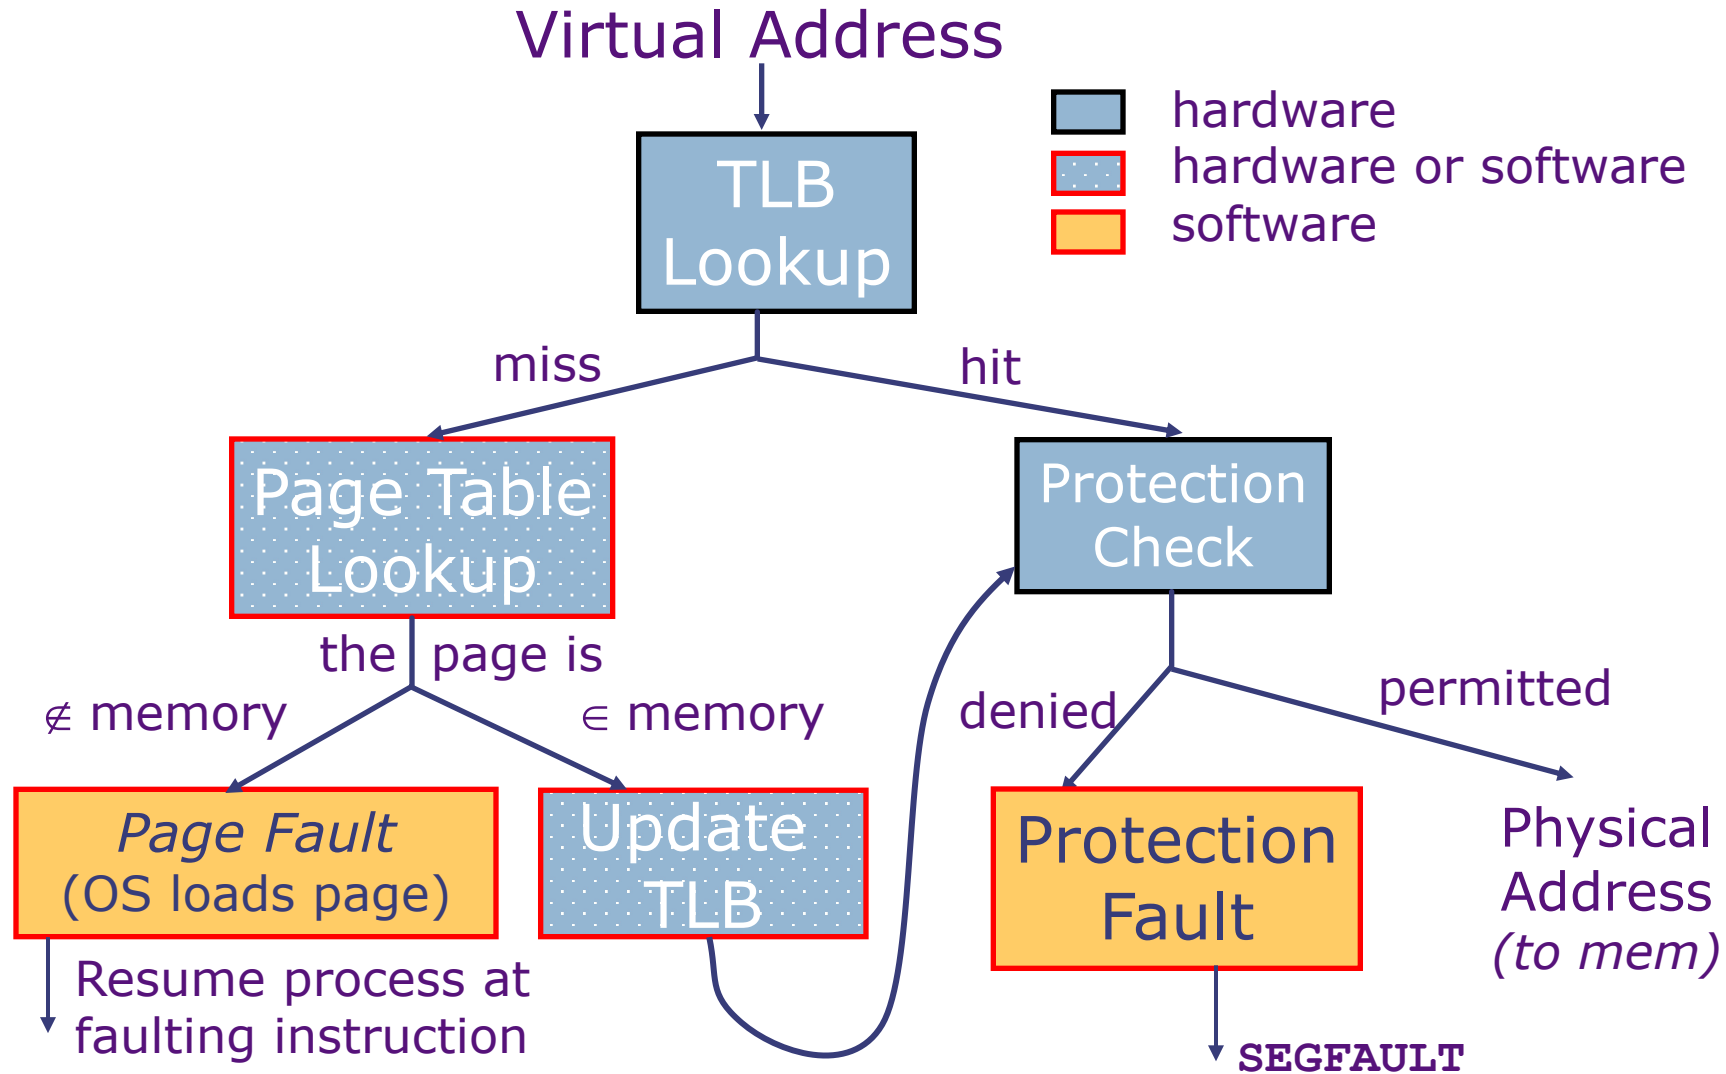 Virtual Address
hardware
hardware or software
software
TLB
Lookup
miss
hit
Page Table
Lookup
Protection
Check
the page is
∉ memory
∈ memory
denied
permitted
Page Fault
(OS loads page)
Update
TLB
Protection
Fault
Physical
Address
(to mem)
Resume process at
faulting instruction
SEGFAULT